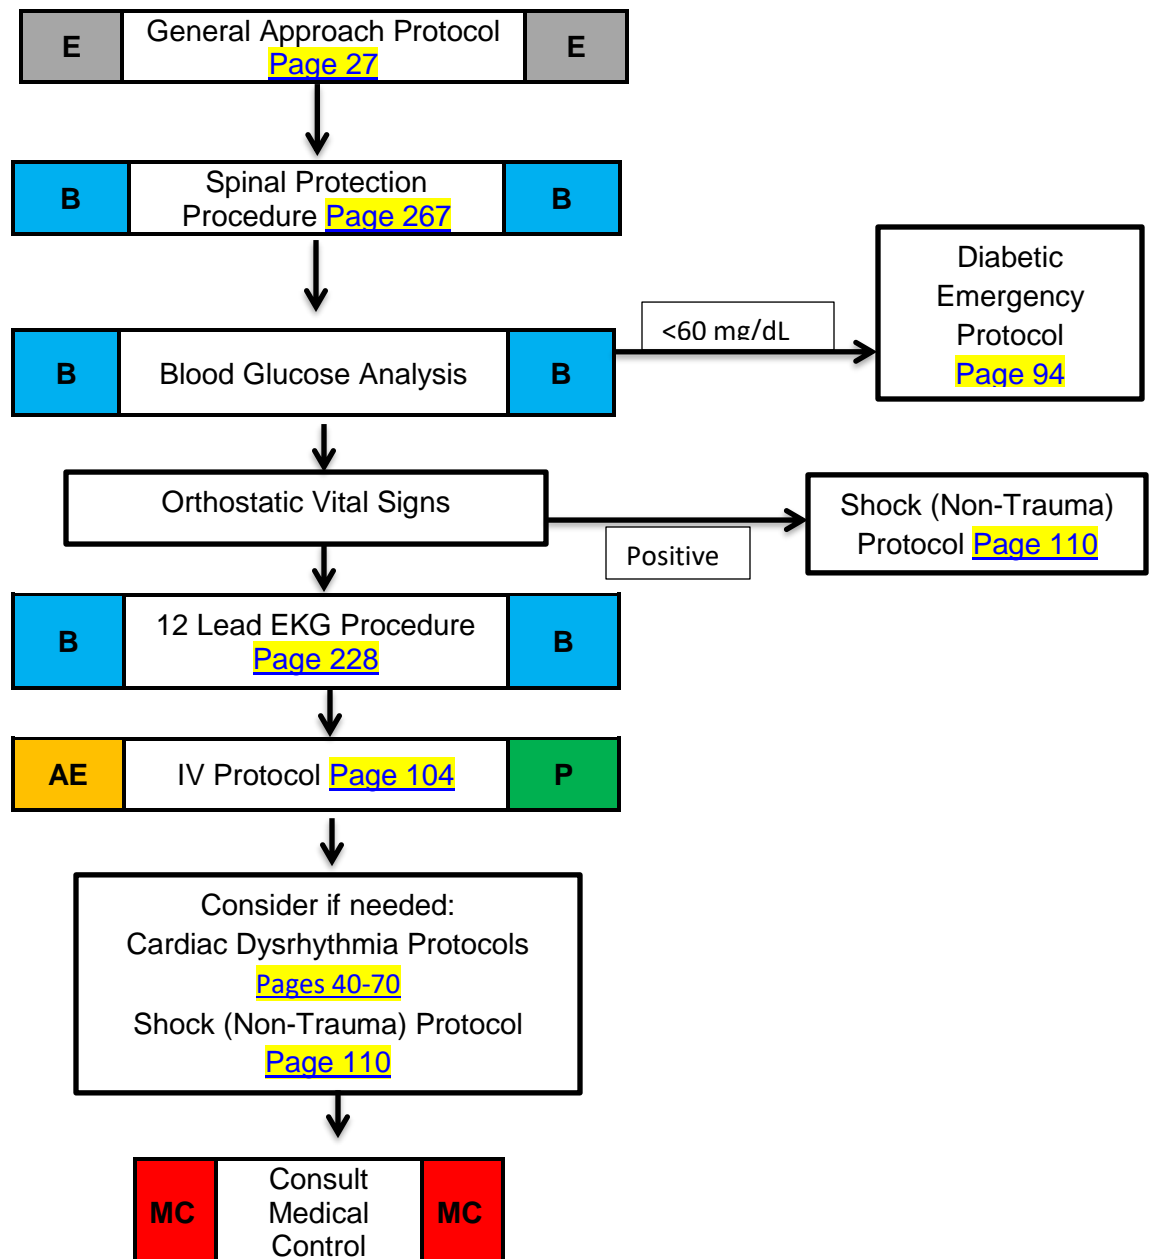 E
General Approach Protocol
Page 27
E
B
Spinal Protection
Procedure Page 267
B
B
Blood Glucose Analysis
B
<60 mg/dL
Diabetic
Emergency
Protocol
Page 94
Orthostatic Vital Signs
Positive
Shock (Non-Trauma)
Protocol Page 110
B
12 Lead EKG Procedure
Page 228
B
AE
IV Protocol Page 104
P
Consider if needed:
Cardiac Dysrhythmia Protocols
Pages 40-70
Shock (Non-Trauma) Protocol
Page 110
MC
Consult
Medical
Control
MC